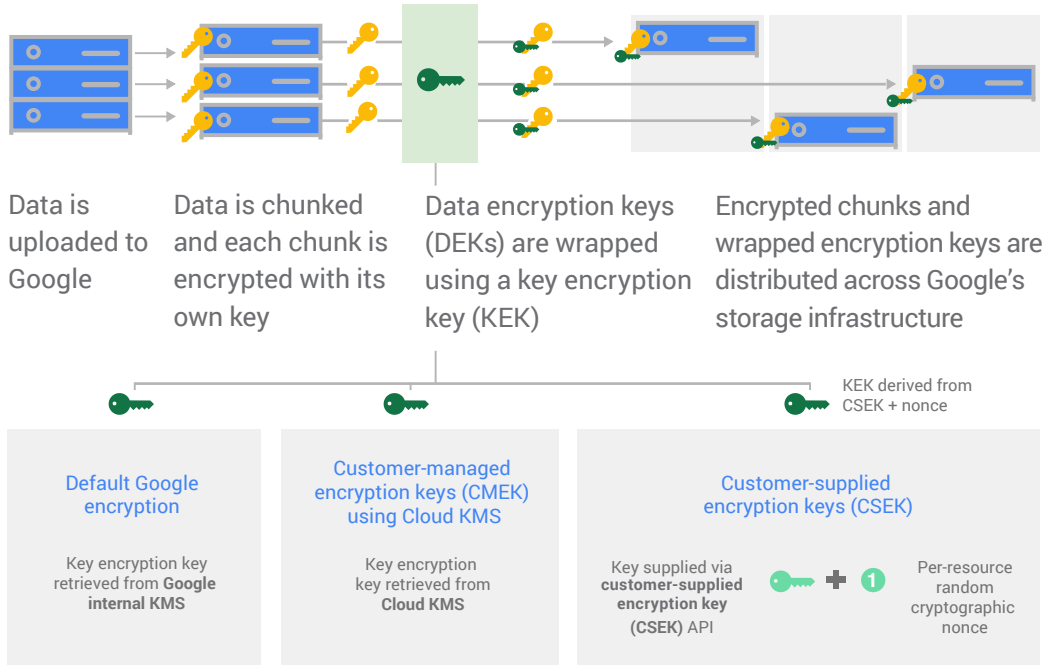 Data is
uploaded to
Google
Data is chunked
and each chunk is
encrypted with its
own key
Data encryption keys
(DEKs) are wrapped
using a key encryption
key (KEK)
Encrypted chunks and
wrapped encryption keys are
distributed across Google's
storage infrastructure
KEK derived from
CSEK + nonce
Default Google
encryption
Key encryption key
retrieved from Google
internal KMS
Customer-managed
encryption keys (CMEK)
using Cloud KMS
Key encryption
key retrieved from
Cloud KMS
Customer-supplied
encryption keys (CSEK)
Key supplied via
customer-supplied
encryption key
(CSEK) API
+
1
Per-resource
random
cryptographic
nonce